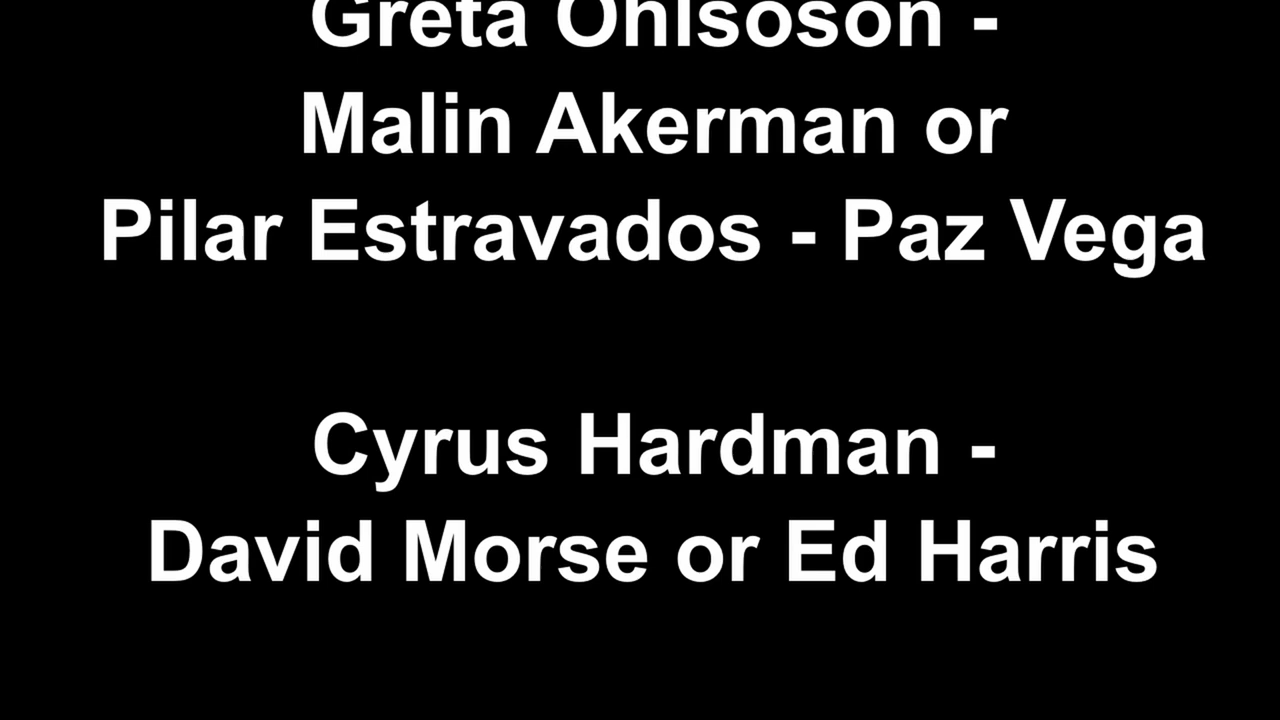 Greta Ohlsoson -
Malin Akerman or
Pilar Estravados - Paz Vega
Cyrus Hardman -
David Morse or Ed Harris